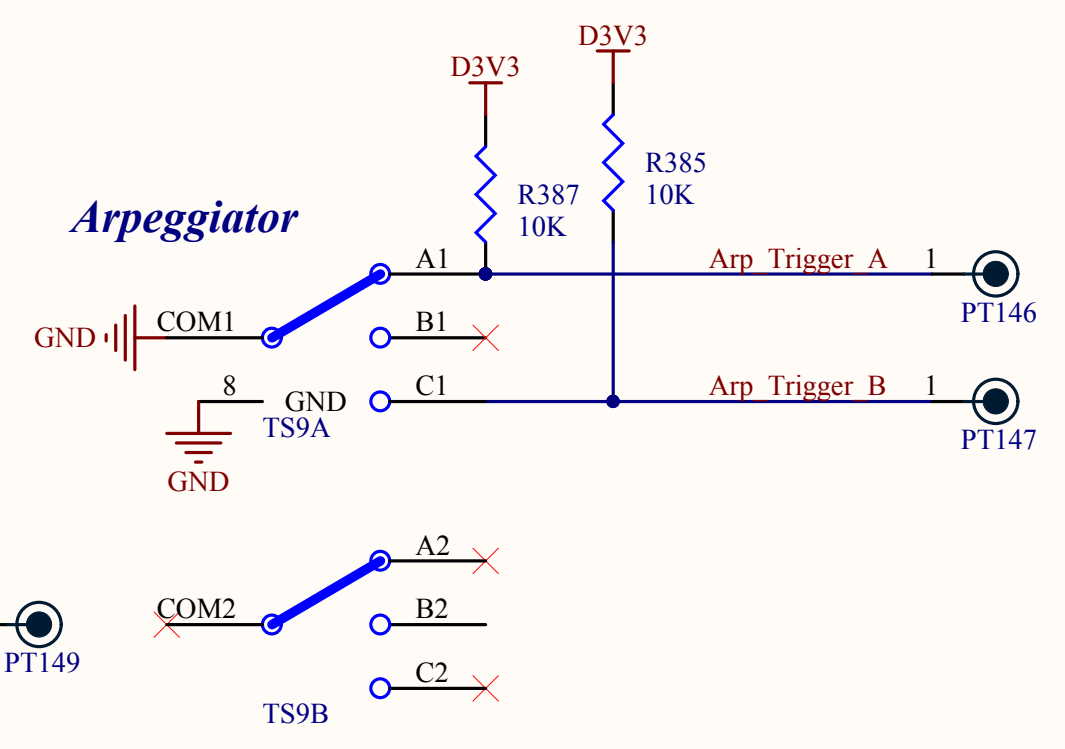 D3V3
D3V3
R385
10K
R387
10K
Arpeggiator
A1
Arp_Trigger_A
1
PT146
GND
COM1
B1
8
GND
C1
Arp_Trigger_B
1
TS9A
PT147
GND
A2
COM2
B2
PT149
C2
TS9B